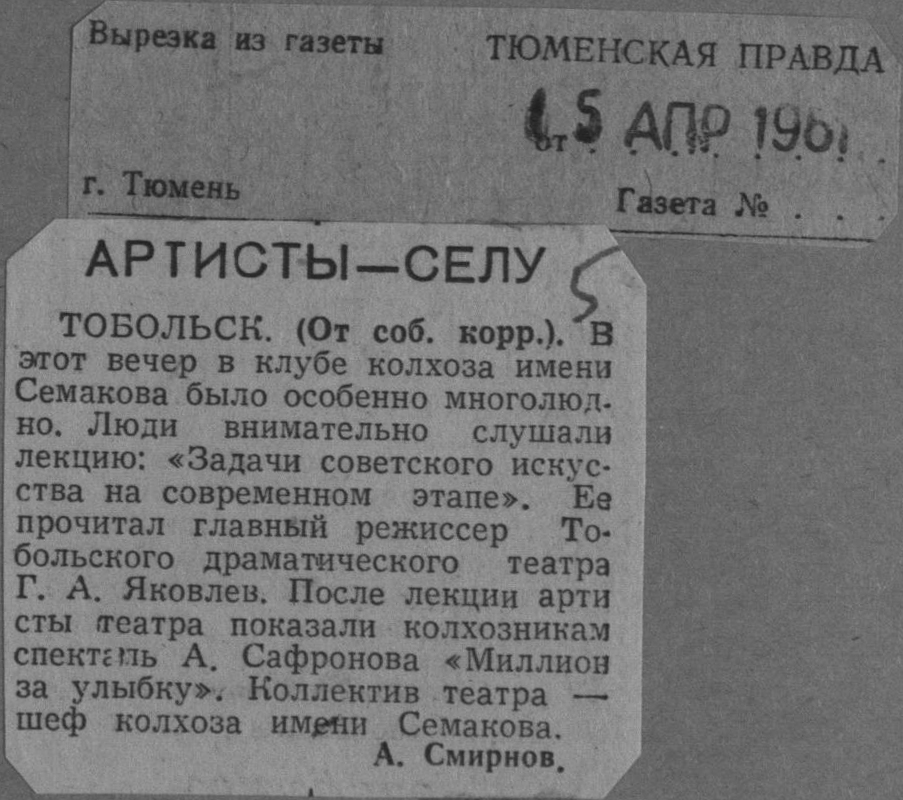 Вырезка из газеты ТЮМЕНСКАЯ ПРАВДА
от 15 АПР 1961
г. Тюмень Газета № . . .
АРТИСТЫ—СЕЛУ 5
ТОБОЛЬСК. (От соб. корр.). В
этот вечер в клубе колхоза имени
Семакова было особенно многолюд-
но. Люди внимательно слушали
лекцию: «Задачи советского искус-
ства на современном этапе». Ее
прочитал главный режиссер То-
больского драматического театра
Г. А. Яковлев. После лекции арти
сты театра показали колхозникам
спектакль А. Сафронова «Миллион
за улыбку». Коллектив театра —
шеф колхоза имени Семакова.
А. Смирнов.